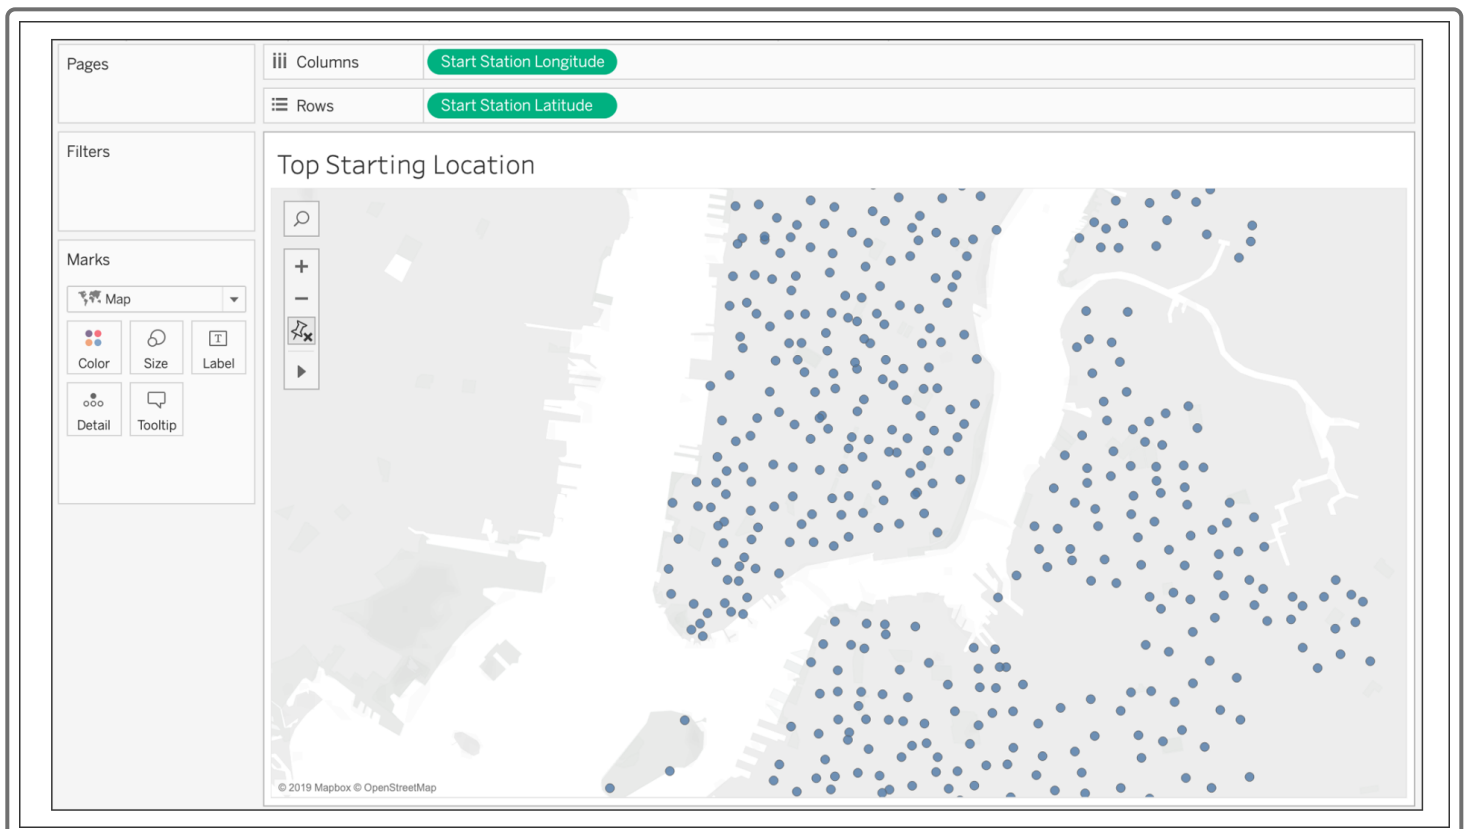 Pages
Columns
Start Station Longitude
Rows
Start Station Latitude
Filters
Top Starting Location
Marks
Map
Color
Size
T
Label
Detail
Tooltip
© 2019 Mapbox © OpenStreetMap